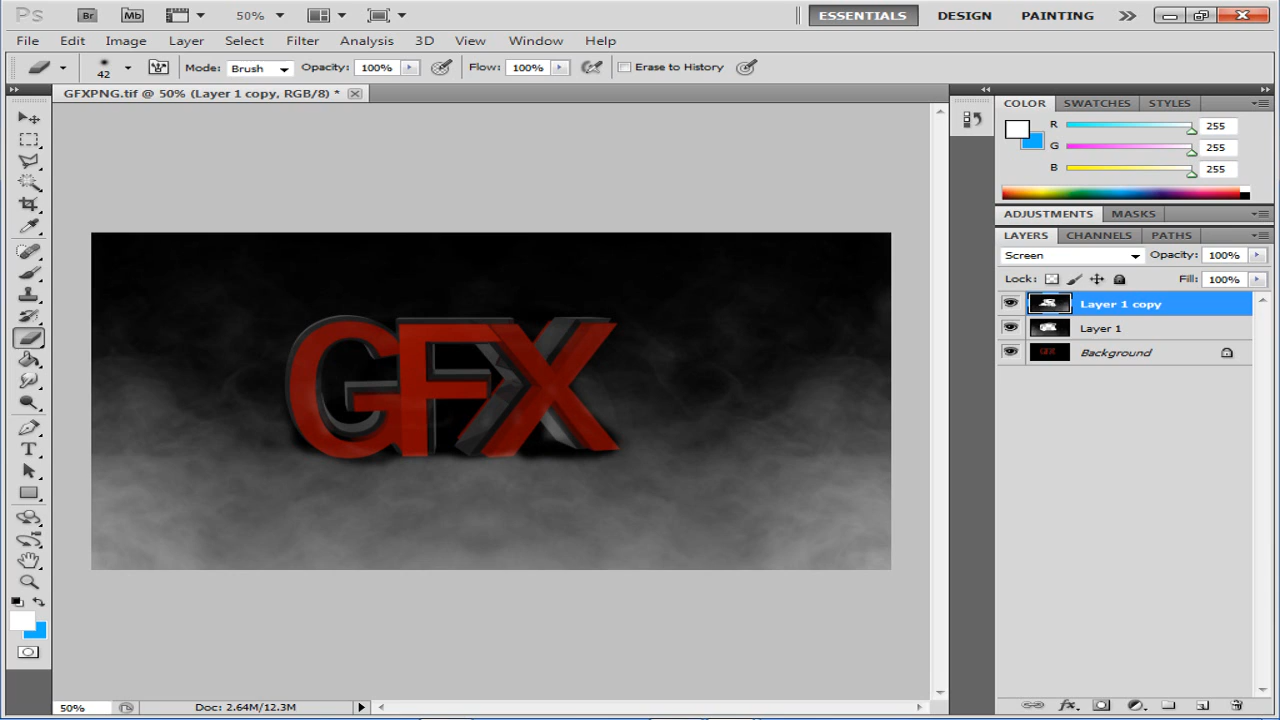 Ps Br Mb 50% ESSENTIALS DESIGN PAINTING
File Edit Image Layer Select Filter Analysis 3D View Window Help
42 Mode: Brush Opacity: 100% Flow: 100% Erase to History
GFXPNG.tif @ 50% (Layer 1 copy, RGB/8) *
COLOR SWATCHES STYLES
R 255
G 255
B 255
ADJUSTMENTS MASKS
LAYERS CHANNELS PATHS
Screen Opacity: 100%
Lock: Fill: 100%
Layer 1 copy
Layer 1
Background
GFX
T
50% Doc: 2.64M/12.3M
fx